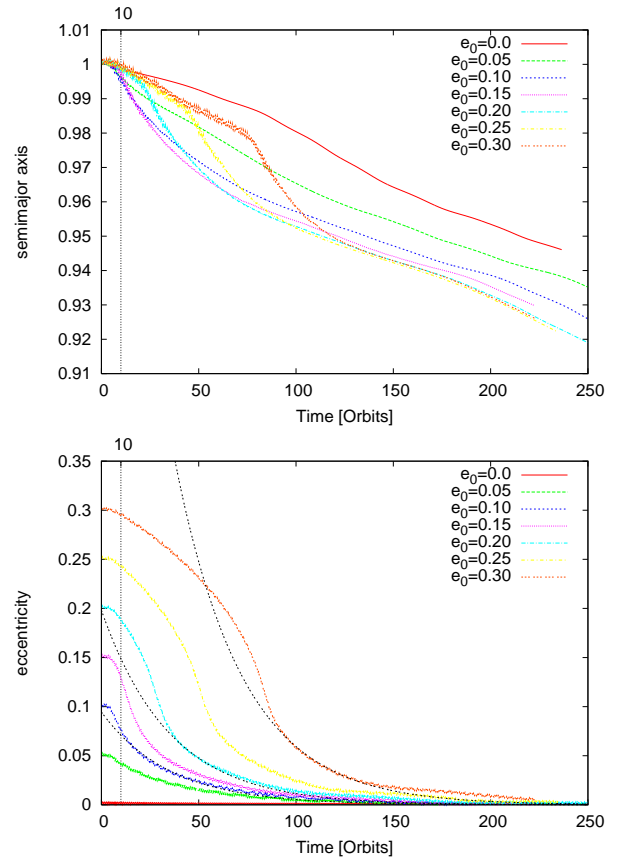 10
1.01
1
0.99
0.98
0.97
0.96
0.95
0.94
0.93
0.92
0.91
semimajor axis
e0=0.0
e0=0.05
e0=0.10
e0=0.15
e0=0.20
e0=0.25
e0=0.30
0 50 100 150 200 250
Time [Orbits]
10
0.35
0.3
0.25
0.2
0.15
0.1
0.05
0
eccentricity
e0=0.0
e0=0.05
e0=0.10
e0=0.15
e0=0.20
e0=0.25
e0=0.30
0 50 100 150 200 250
Time [Orbits]